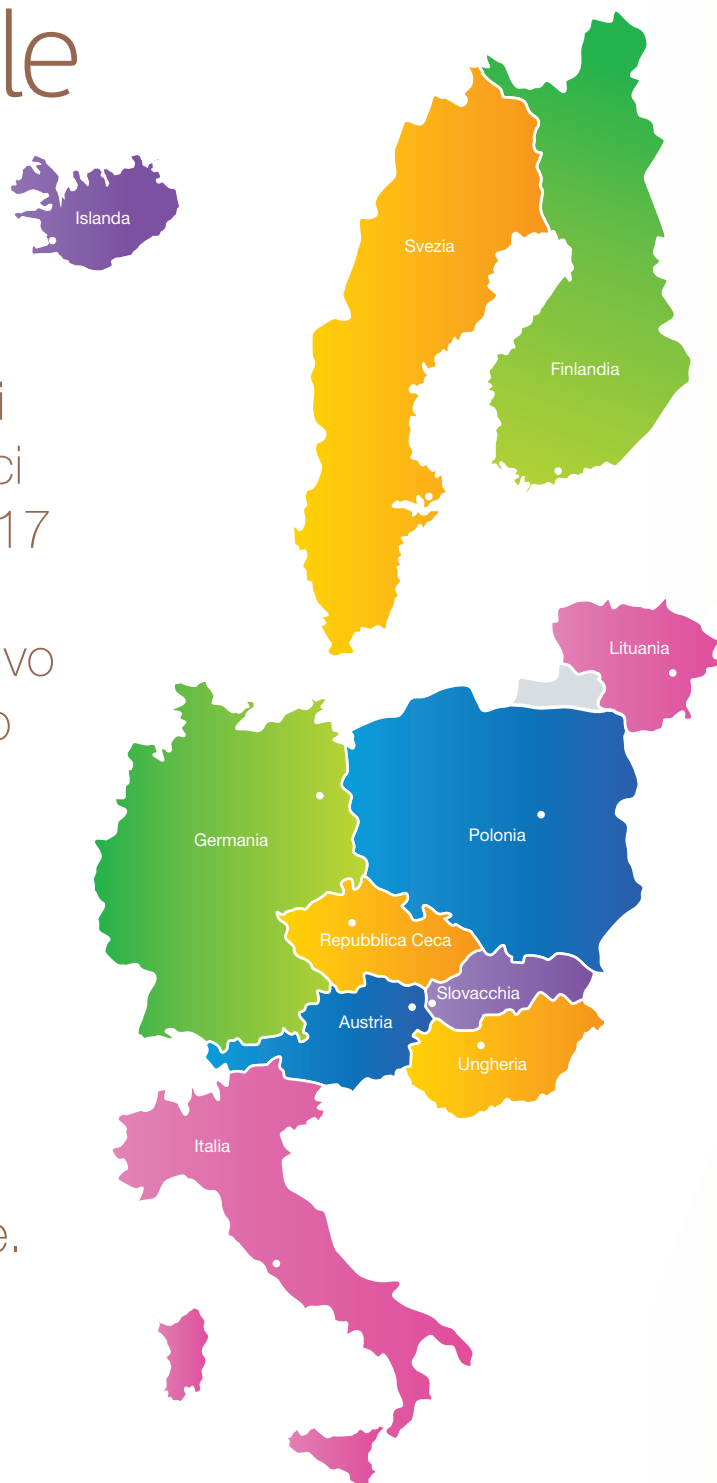 le
Islanda
Svezia
Finlandia
i
ci
17
vo
o
Lituania
Germania
Polonia
Repubblica Ceca
Slovacchia
Austria
Ungheria
Italia
e.